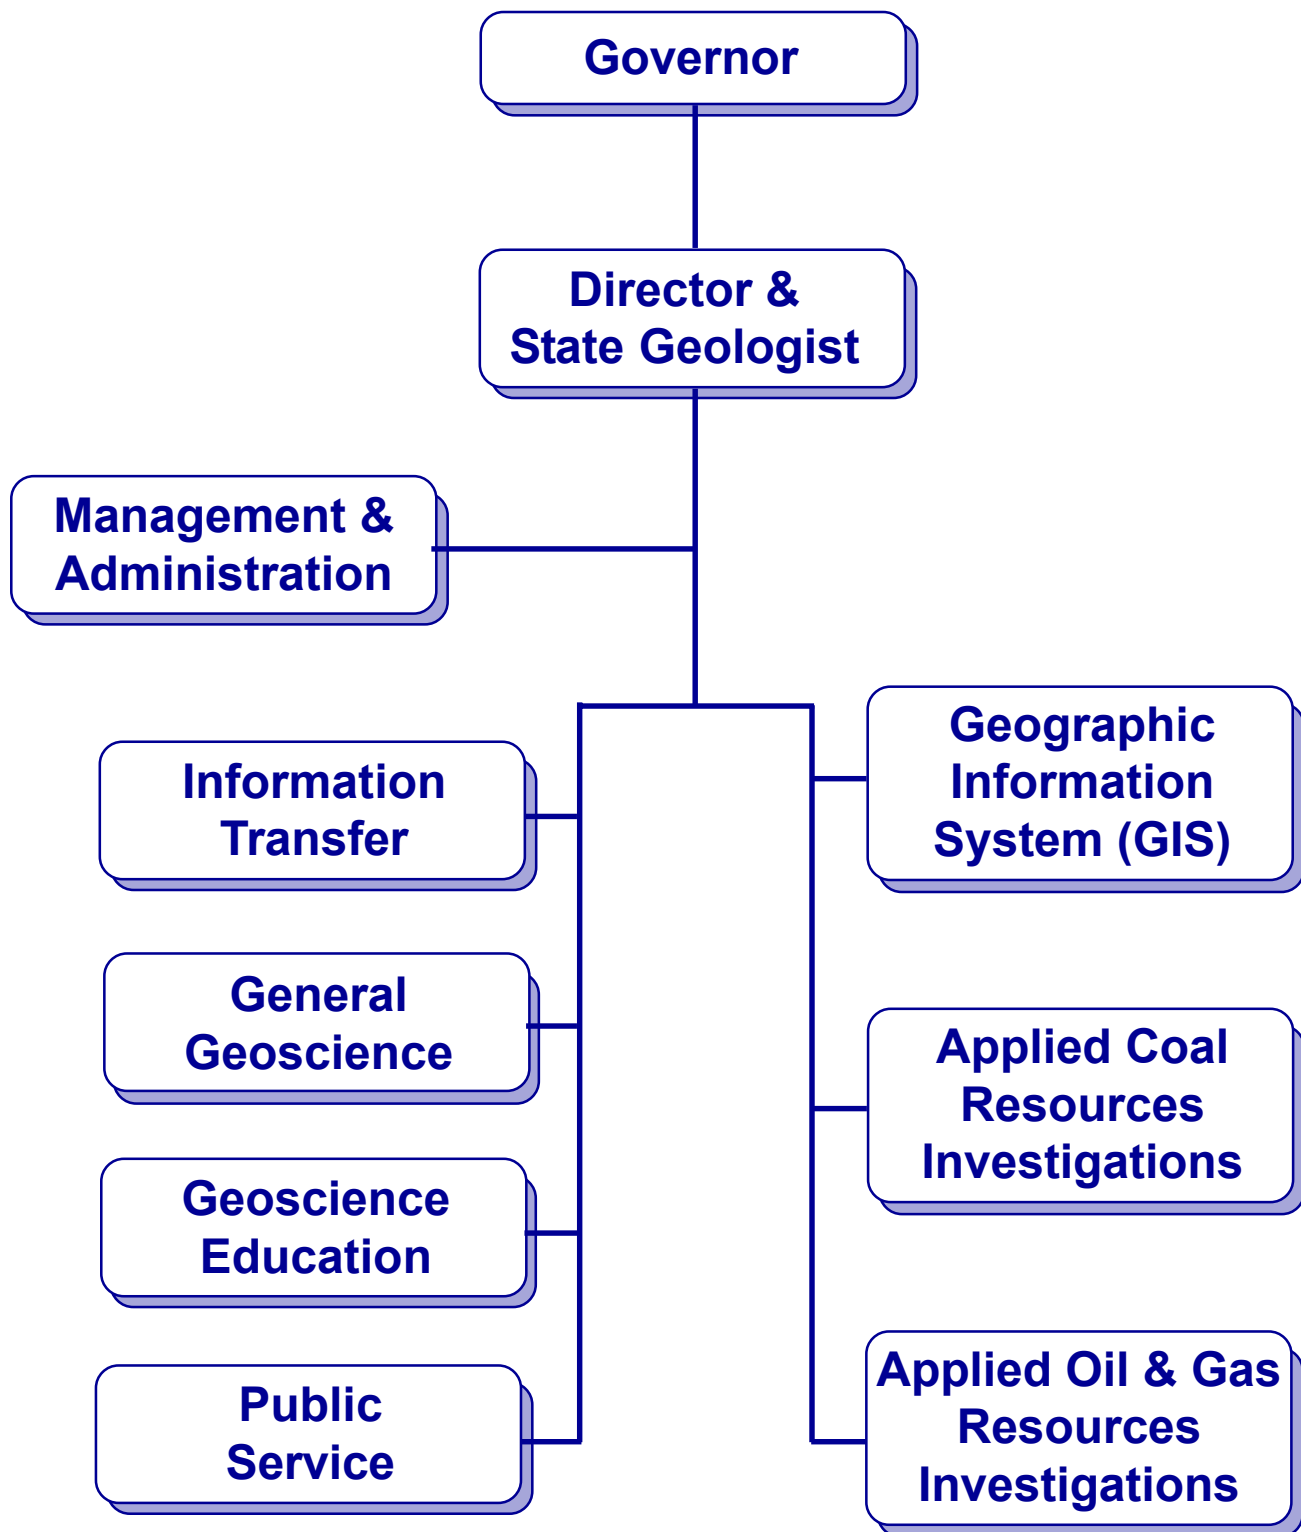 Governor
Director &
State Geologist
Management &
Administration
Information
Transfer
General
Geoscience
Geoscience
Education
Public
Service
Geographic
Information
System (GIS)
Applied Coal
Resources
Investigations
Applied Oil & Gas
Resources
Investigations